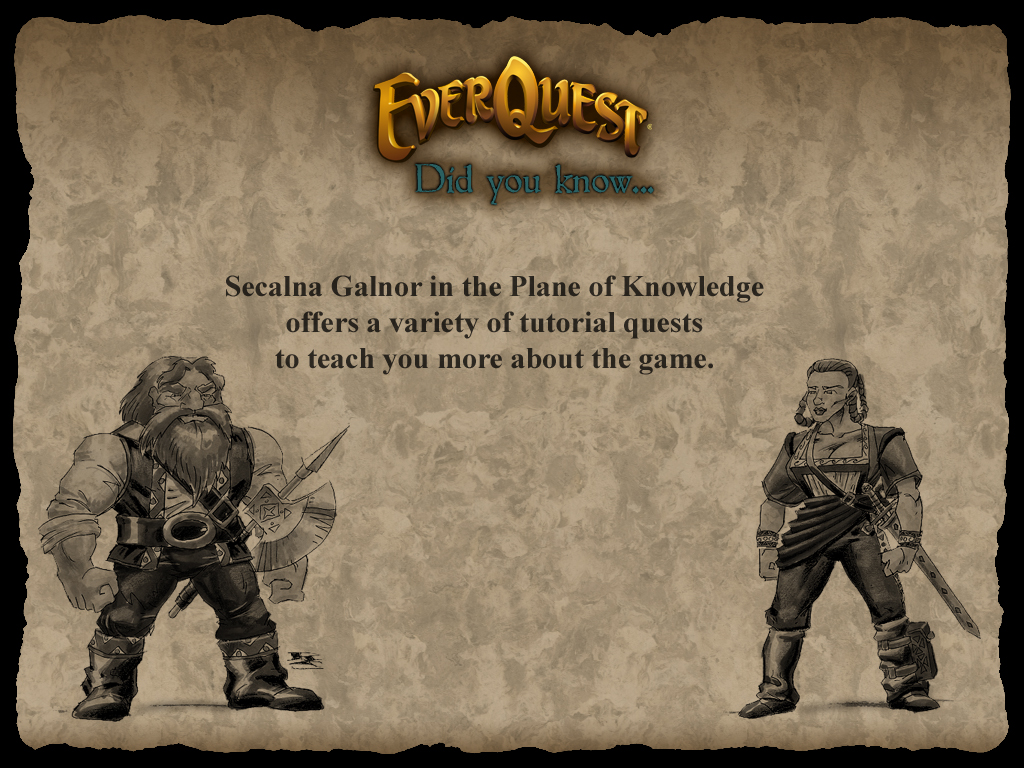 EverQuest
Did you know...
Secalna Galnor in the Plane of Knowledge
offers a variety of tutorial quests
to teach you more about the game.